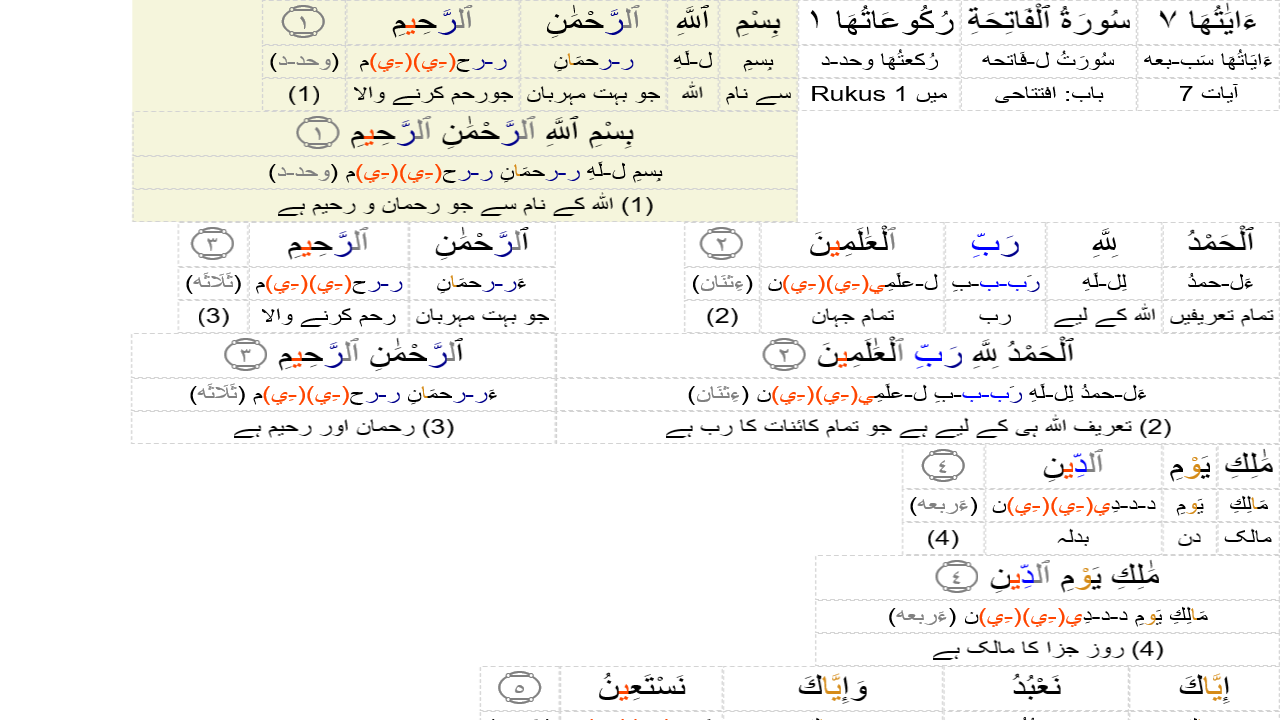 ءَايَٰتُهَا ٧ سُورَةُ ٱلْفَاتِحَةِ رُكُوعَاتُهَا ١ بِسْمِ ٱللَّهِ ٱلرَّحْمَٰنِ ٱلرَّحِيمِ ١
ءَايَاتُهَا سَب-بعه سُورَتُ ل-فَاتحه رُكعتُهَا وحد-د بِسمِ ل-لَهِ ر-رحمَانِ ر-رح(-ِي)(-ِي)م (وحد-د)
آیات 7 باب: افتتاحی میں 1 Rukus سے نام الله جو بہت مہربان جورحم کرنے والا (1)
بِسْمِ ٱللَّهِ ٱلرَّحْمَٰنِ ٱلرَّحِيمِ ١
بِسمِ ل-لَهِ ر-رحمَانِ ر-رح(-ِي)(-ِي)م (وحد-د)
(1) الله کے نام سے جو رحمان و رحیم ہے
ٱلْحَمْدُ لِلَّهِ رَبِّ ٱلْعَٰلَمِينَ ٢ ٱلرَّحْمَٰنِ ٱلرَّحِيمِ ٣
ءَل-حمدُ لِل-لَهِ رَب-ب-بِ ل-علَمِي(-ِي)(-ِي)ن (ءِثنَان) ءَر-رحمَانِ ر-رح(-ِي)(-ِي)م (ثَلَاثَه)
تمام تعریفیں الله کے لیے رب تمام جہان (2) جو بہت مہربان رحم کرنے والا (3)
ٱلْحَمْدُ لِلَّهِ رَبِّ ٱلْعَٰلَمِينَ ٢ ٱلرَّحْمَٰنِ ٱلرَّحِيمِ ٣
ءَل-حمدُ لِل-لَهِ رَب-ب-بِ ل-علَمِي(-ِي)(-ِي)ن (ءِثنَان) ءَر-رحمَانِ ر-رح(-ِي)(-ِي)م (ثَلَاثَه)
(2) تعریف الله ہی کے لیے ہے جو تمام کائنات کا رب ہے (3) رحمان اور رحیم ہے
مَٰلِكِ يَوْمِ ٱلدِّينِ ٤
مَالِكِ يَومِ د-د-دِي(-ِي)(-ِي)ن (ءَربعه)
مالک دن بدلہ (4)
مَٰلِكِ يَوْمِ ٱلدِّينِ ٤
مَالِكِ يَومِ د-د-دِي(-ِي)(-ِي)ن (ءَربعه)
(4) روز جزا کا مالک ہے
إِيَّاكَ نَعْبُدُ وَإِيَّاكَ نَسْتَعِينُ ٥